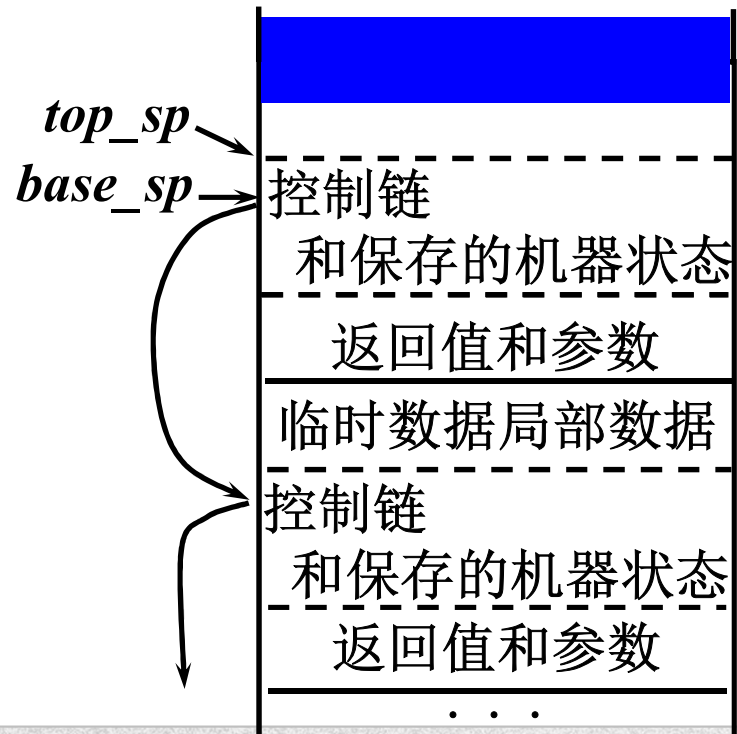 top_sp
base_sp
控制链
和保存的机器状态
返回值和参数
临时数据局部数据
控制链
和保存的机器状态
返回值和参数
. . .